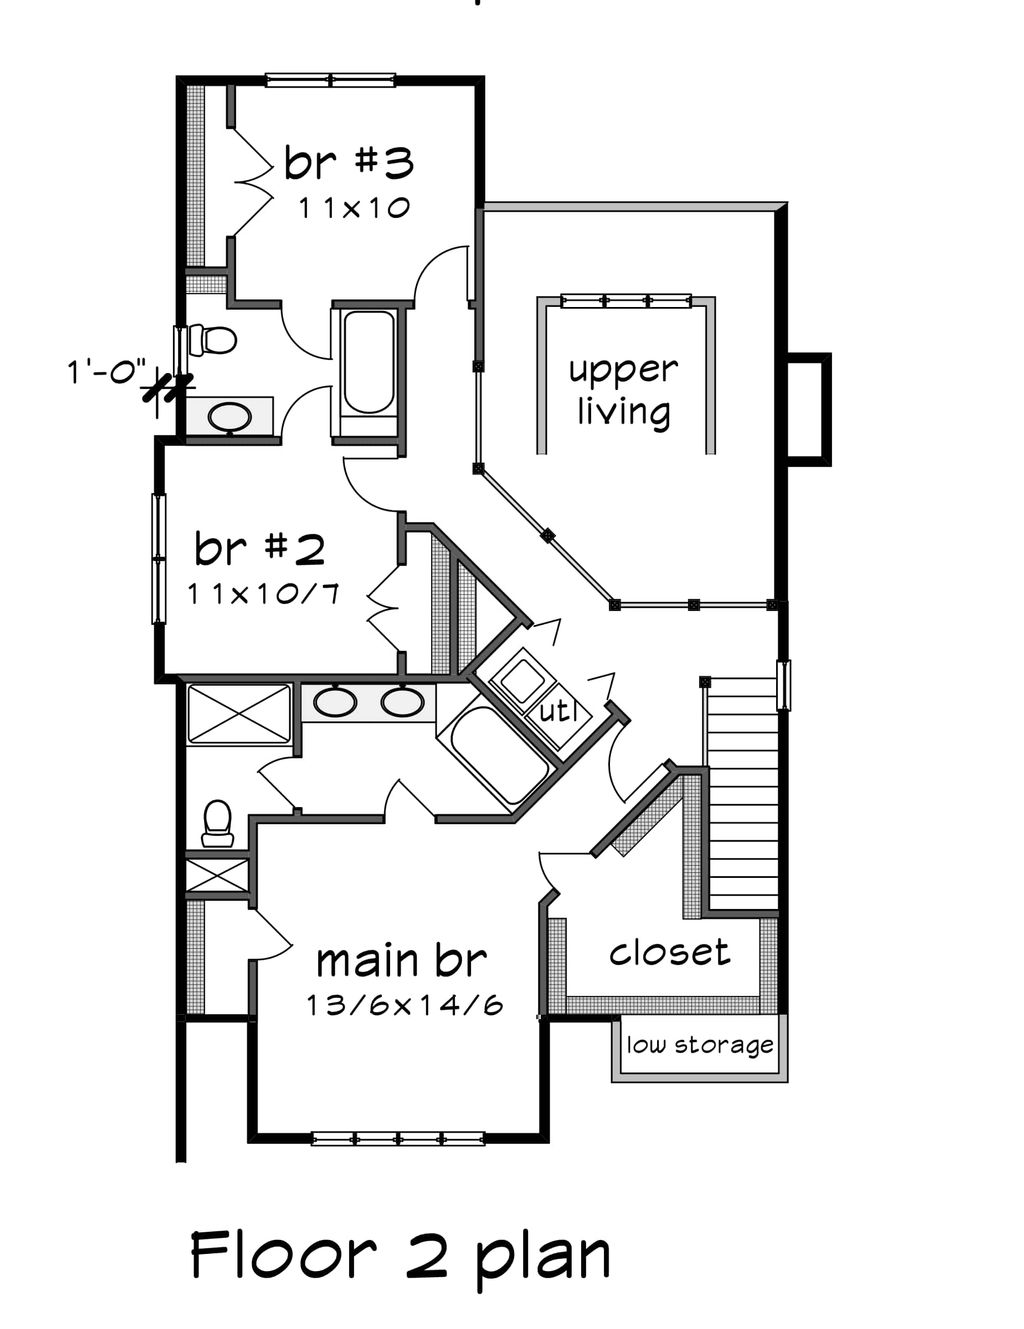 br #3
11x10
1'-0"
upper
living
br #2
11x10/7
utl
main br
13/6x14/6
closet
low storage
Floor 2 plan